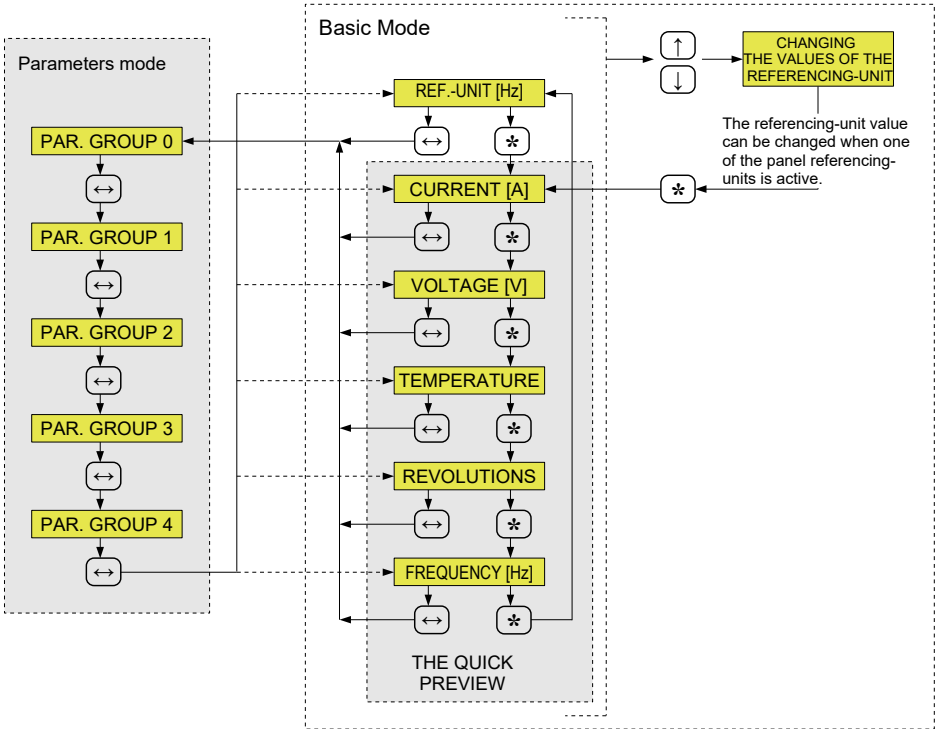 Basic Mode
Parameters mode
↑
↓
CHANGING
THE VALUES OF THE
REFERENCING-UNIT
REF.-UNIT [Hz]
The referencing-unit value
can be changed when one
of the panel referencing-
units is active.
PAR. GROUP 0
↔
*
↔
CURRENT [A]
*
PAR. GROUP 1
↔
*
↔
VOLTAGE [V]
PAR. GROUP 2
↔
*
↔
TEMPERATURE
PAR. GROUP 3
↔
*
↔
REVOLUTIONS
PAR. GROUP 4
↔
*
↔
FREQUENCY [Hz]
↔
*
THE QUICK
PREVIEW